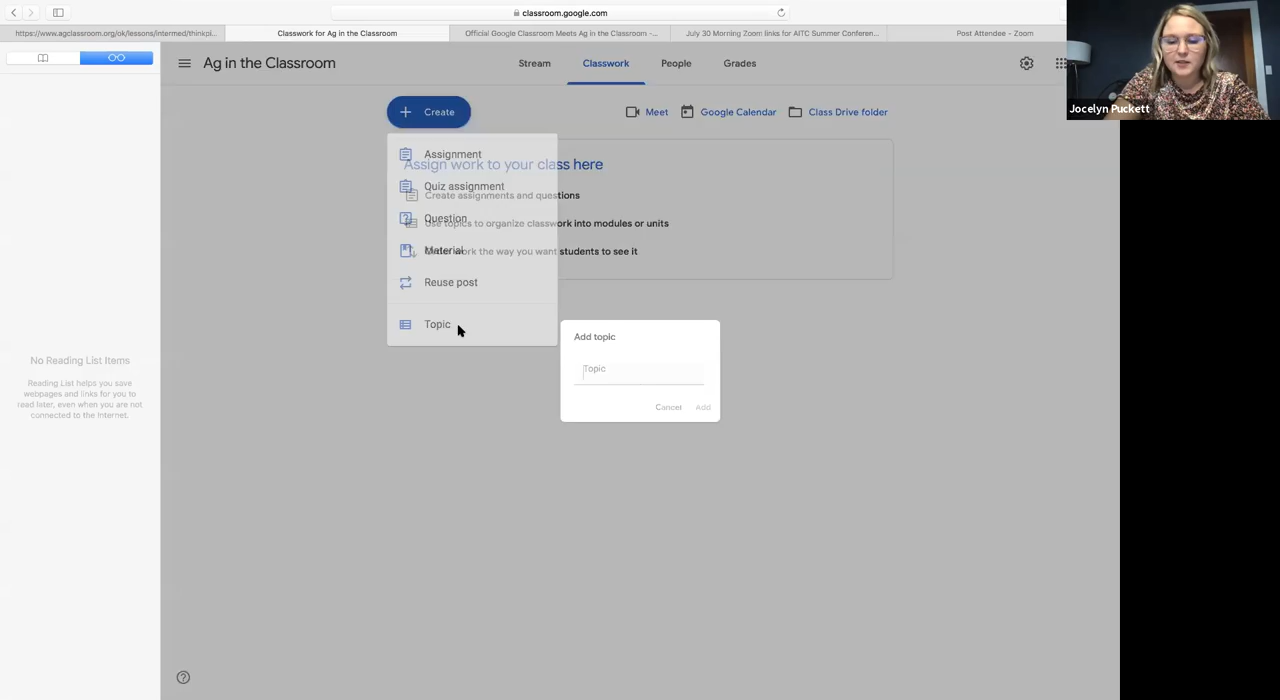 classroom.google.com
https://www.agclassroom.org/ok/lessons/intermed/thinkpi...
Classwork for Ag in the Classroom
Official Google Classroom Meets Ag in the Classroom -...
July 30 Morning Zoom links for AITC Summer Conferen...
Post Attendee - Zoom
Ag in the Classroom
Stream
Classwork
People
Grades
Jocelyn Puckett
Create
Meet
Google Calendar
Class Drive folder
Assignment
Assign work to your class here
Quiz assignment
Create assignments and questions
Question
Use topics to organize classwork into modules or units
Material
Order work the way you want students to see it
Reuse post
Topic
Add topic
Topic
Cancel
Add
No Reading List Items
Reading List helps you save
webpages and links for you to
read later, even when you are not
connected to the Internet.